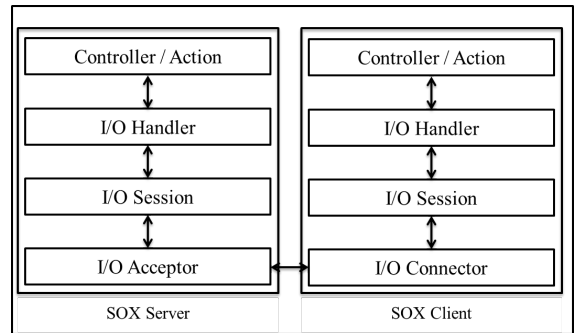 Controller / Action
I/O Handler
I/O Session
I/O Acceptor
SOX Server
Controller / Action
I/O Handler
I/O Session
I/O Connector
SOX Client